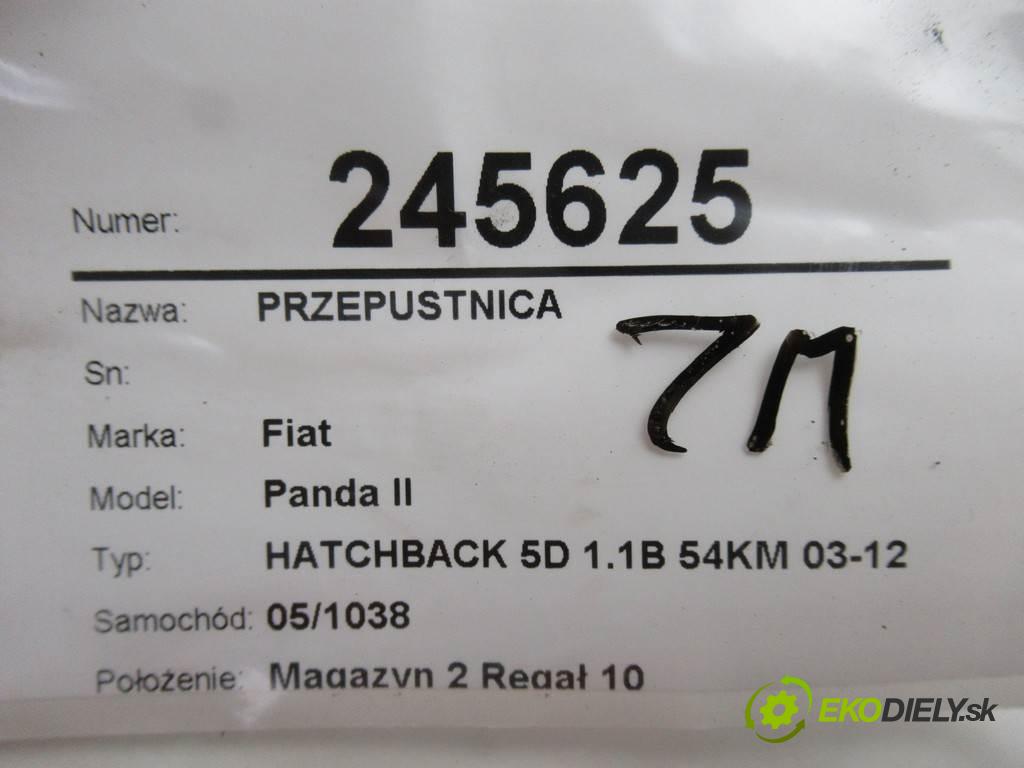 Numer: 245625
Nazwa: PRZEPUSTNICA
ZM
Sn:
Marka: Fiat
Model: Panda II
Typ: HATCHBACK 5D 1.1B 54KM 03-12
Samochód: 05/1038
Położenie: Magazyn 2 Regał 10
EKODIELY.sk